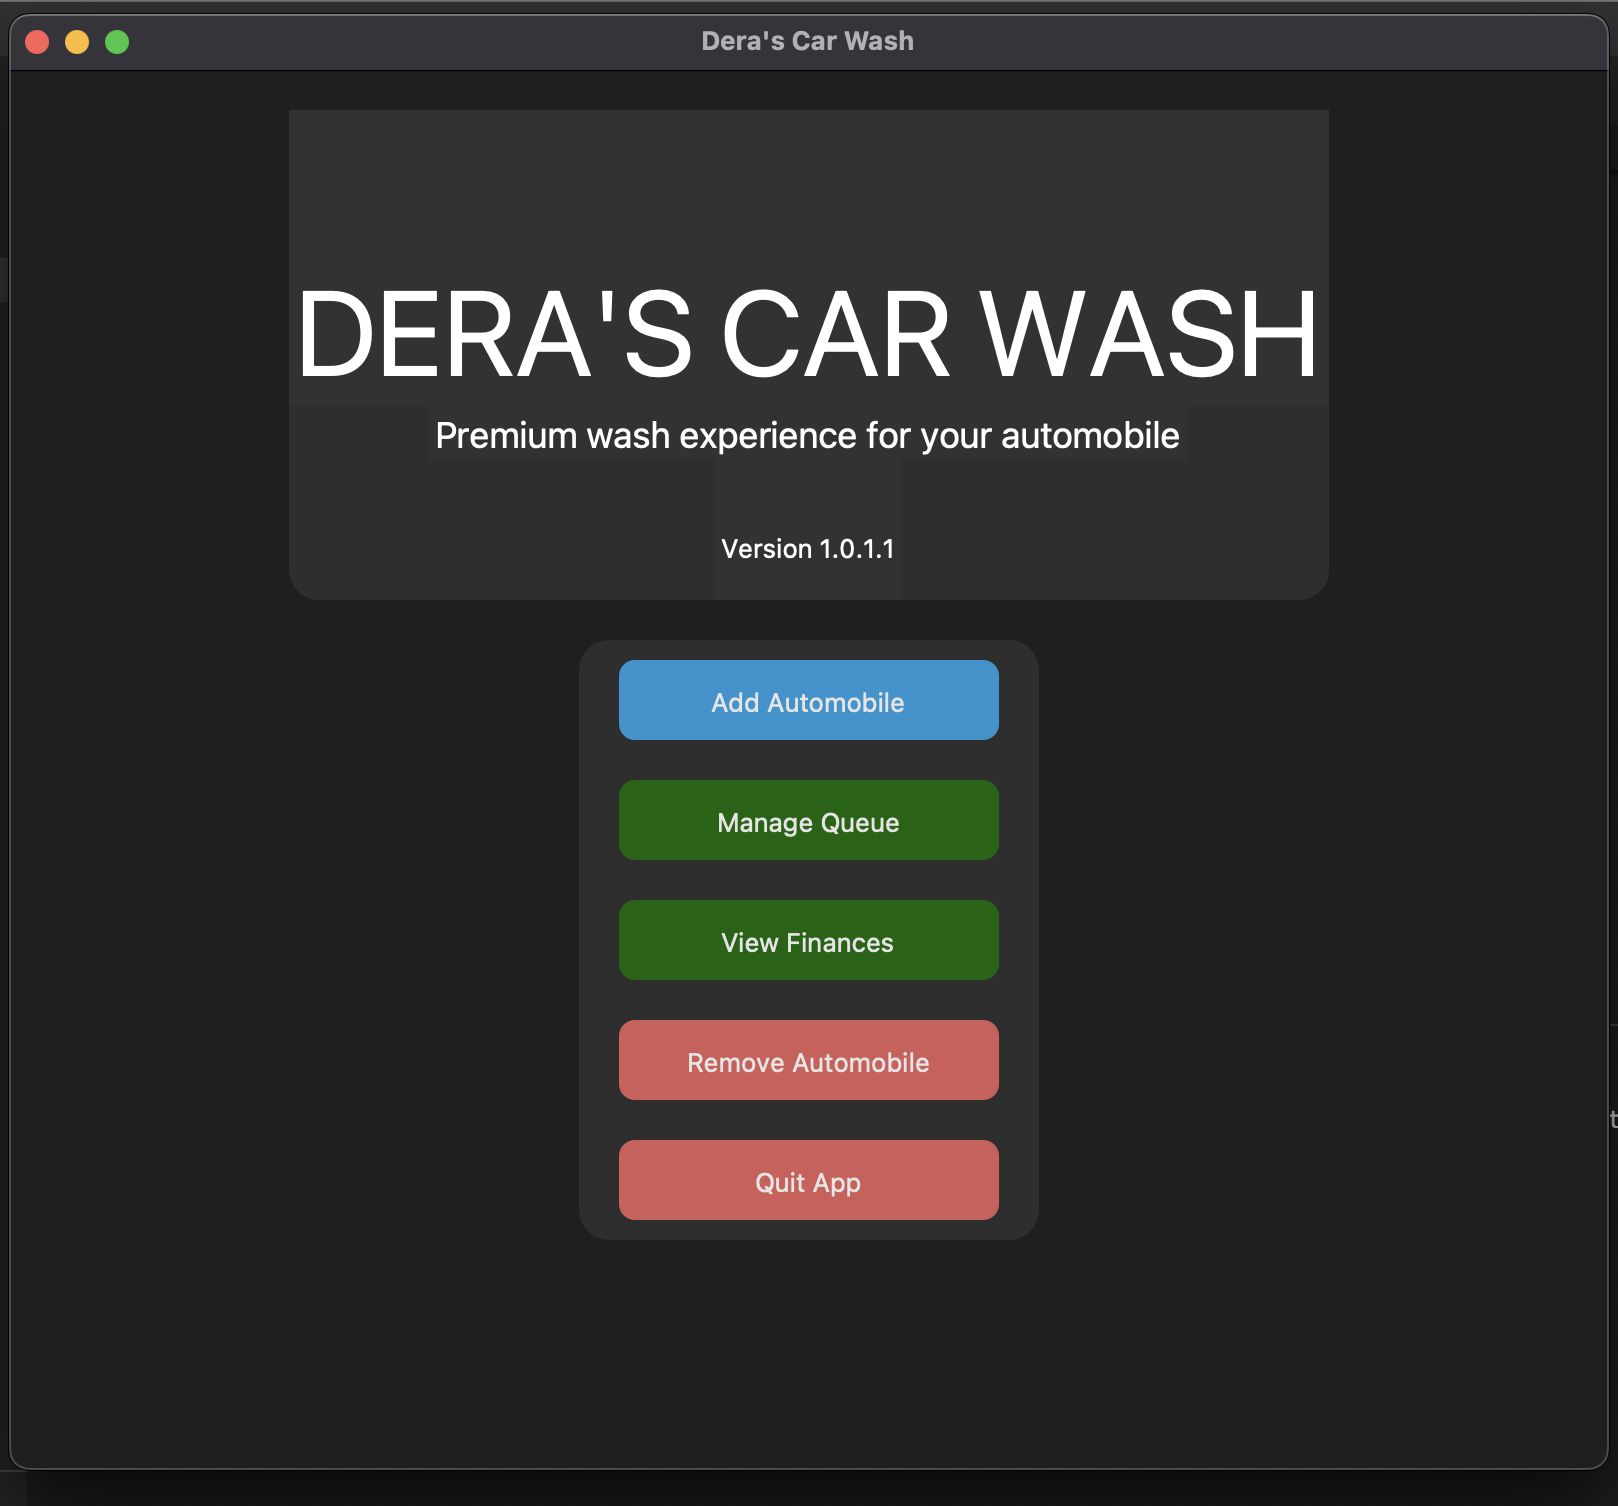 Dera's Car Wash
DERA'S CAR WASH
Premium wash experience for your automobile
Version 1.0.1.1
Add Automobile
Manage Queue
View Finances
Remove Automobile
Quit App